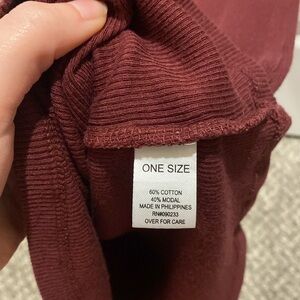 ONE SIZE
60% COTTON
40% MODAL
MADE IN PHILIPPINES
RN#090233
OVER FOR CARE